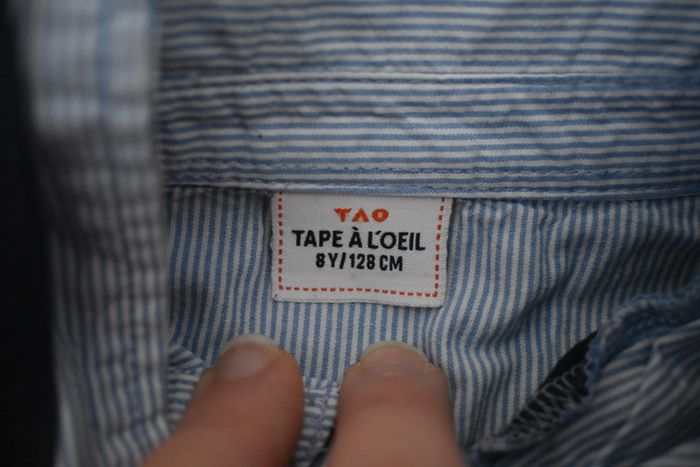 TAO
TAPE À L'OEIL
8Y/128 CM